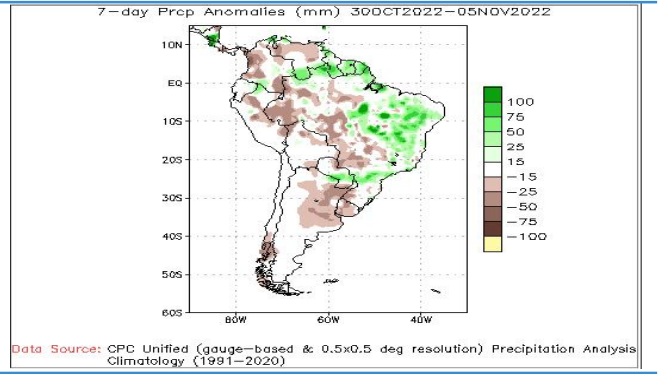 7-day Prcp Anomalies (mm) 30OCT2022-05NOV2022
10N
EQ
10S
20S
30S
40S
50S
60S
80W
60W
40W
100
75
50
25
15
-15
-25
-50
-75
-100
Data Source: CPC Unified (gauge-based & 0.5x0.5 deg resolution) Precipitation Analysis
Climatology (1991-2020)